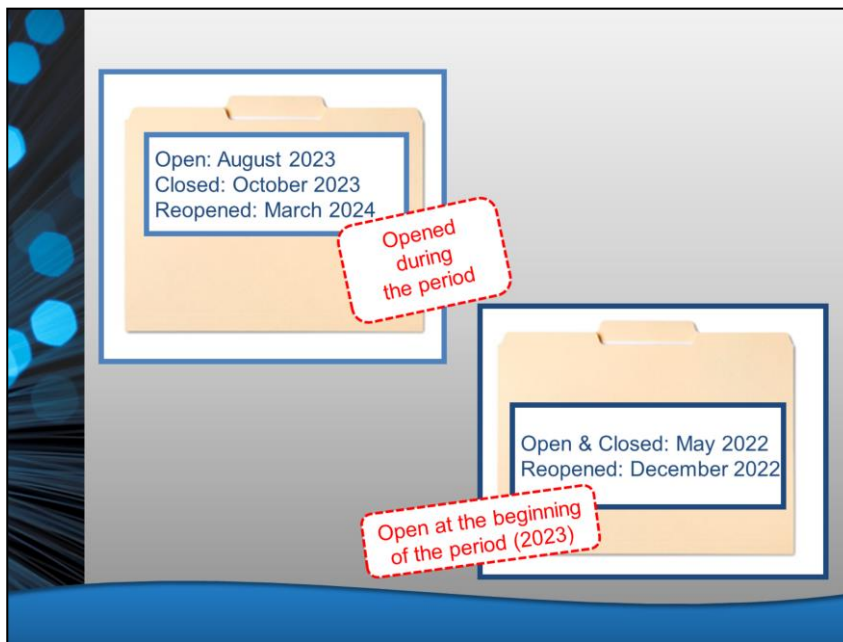 Open: August 2023
Closed: October 2023
Reopened: March 2024
Opened
during
the period
Open & Closed: May 2022
Reopened: December 2022
Open at the beginning
of the period (2023)